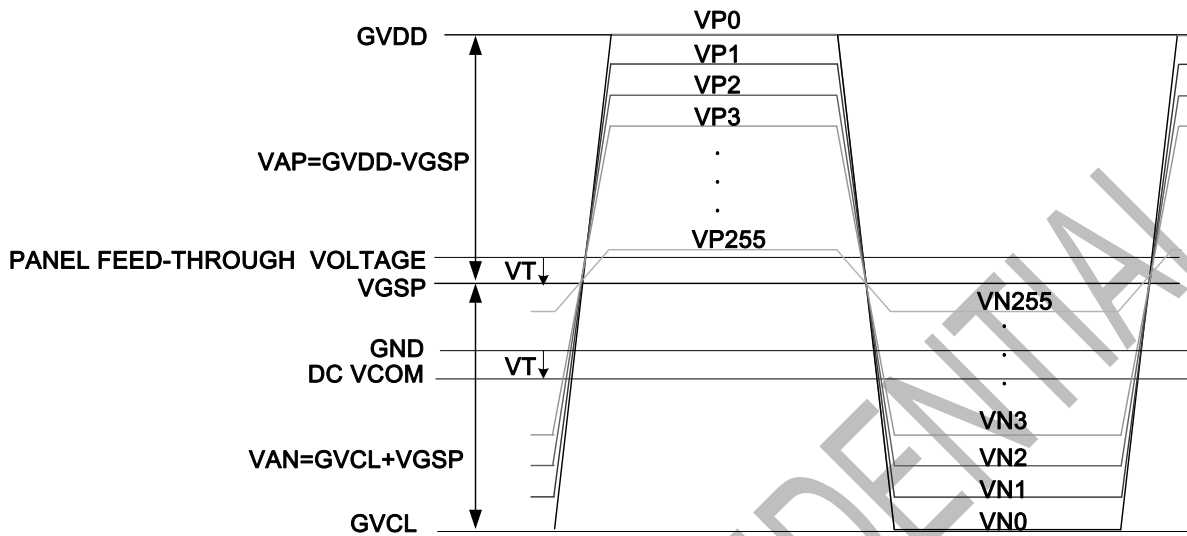 VP0
GVDD
VP1
VP2
VP3
VAP=GVDD-VGSP
VP255
PANEL FEED-THROUGH VOLTAGE
VT
VGSP
VN255
GND
VT
DC VCOM
VN3
VAN=GVCL+VGSP
VN2
VN1
GVCL
VN0